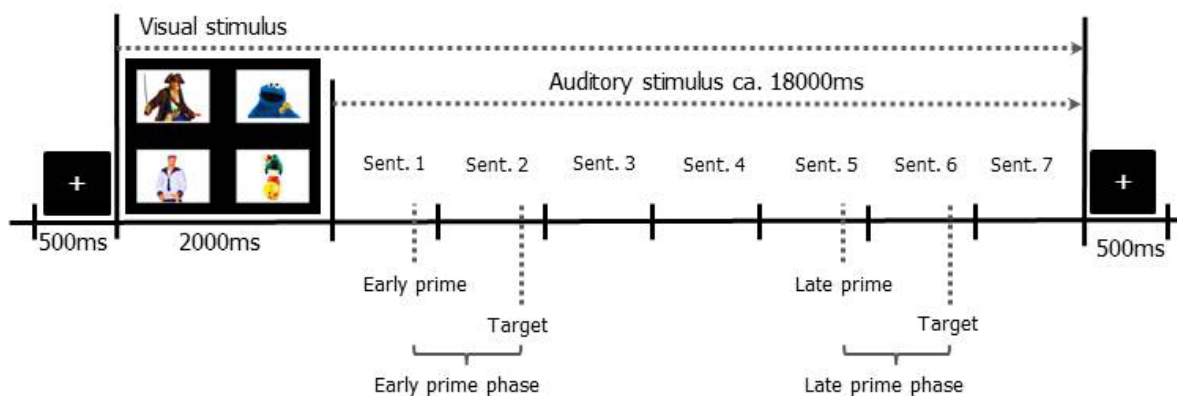 Visual stimulus
Auditory stimulus ca. 18000ms
Sent. 1 Sent. 2 Sent. 3 Sent. 4 Sent. 5 Sent. 6 Sent. 7
500ms 2000ms 500ms
Early prime Late prime
Target Target
Early prime phase Late prime phase